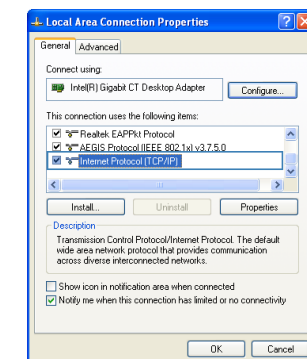 Local Area Connection Properties
General Advanced
Connect using:
Intel(R) Gigabit CT Desktop Adapter
Configure...
This connection uses the following items:
Realtek EAPPkt Protocol
AEGIS Protocol (IEEE 802.1x) v3.7.5.0
Internet Protocol (TCP/IP)
Install... Uninstall Properties
Description
Transmission Control Protocol/Internet Protocol. The default
wide area network protocol that provides communication
across diverse interconnected networks.
Show icon in notification area when connected
Notify me when this connection has limited or no connectivity
OK Cancel